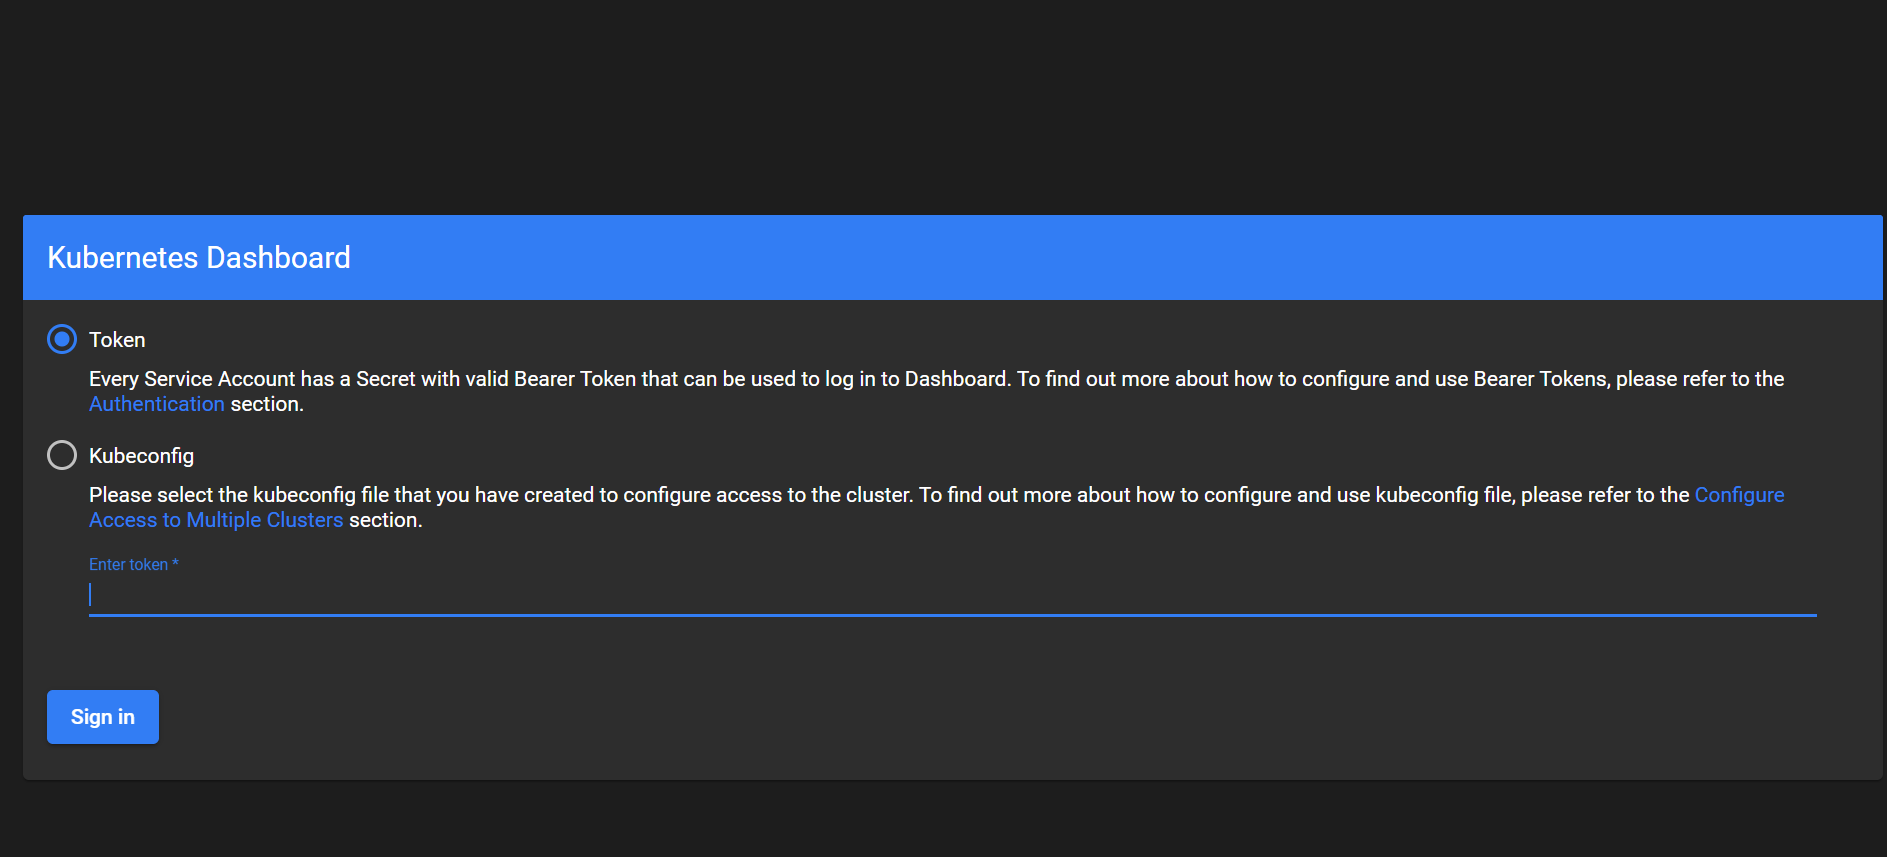 Kubernetes Dashboard
Token
Every Service Account has a Secret with valid Bearer Token that can be used to log in to Dashboard. To find out more about how to configure and use Bearer Tokens, please refer to the
Authentication section.
Kubeconfig
Please select the kubeconfig file that you have created to configure access to the cluster. To find out more about how to configure and use kubeconfig file, please refer to the Configure
Access to Multiple Clusters section.
Enter token *
Sign in